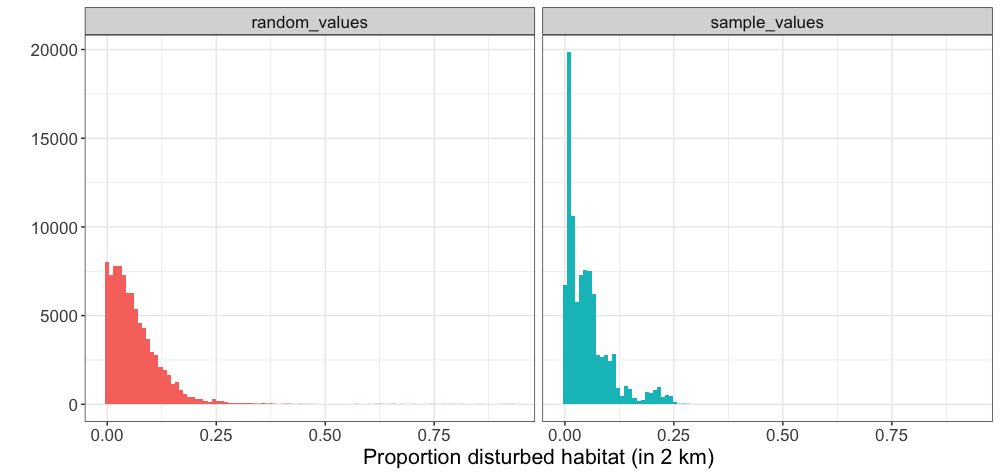 random_values
sample_values
20000
15000
10000
5000
0
0.00 0.25 0.50 0.75
0.00 0.25 0.50 0.75
Proportion disturbed habitat (in 2 km)